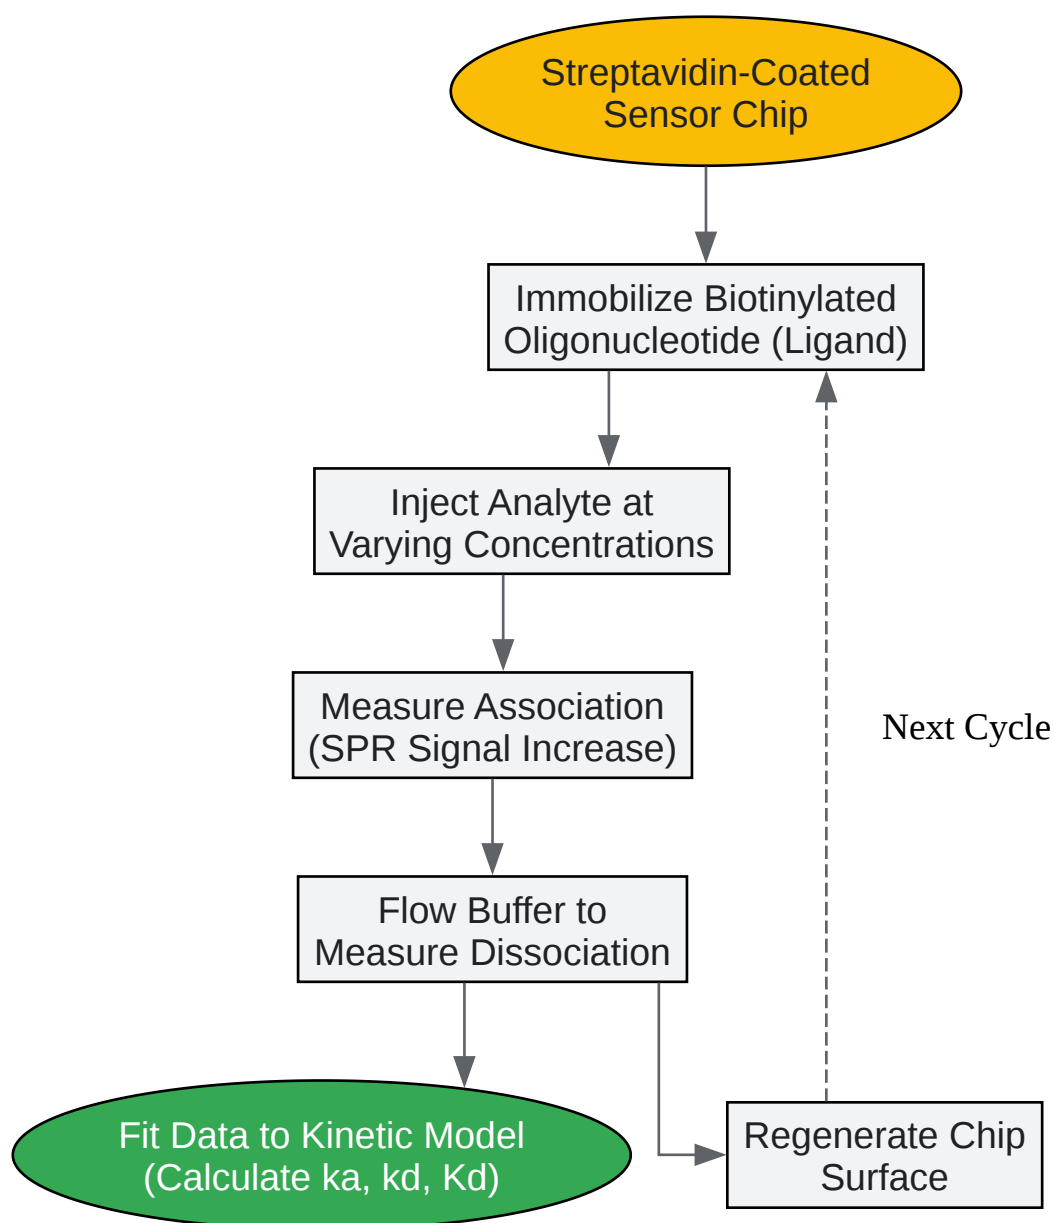 Streptavidin-Coated
Sensor Chip
Immobilize Biotinylated
Oligonucleotide (Ligand)
Inject Analyte at
Varying Concentrations
Measure Association
(SPR Signal Increase)
Next Cycle
Flow Buffer to
Measure Dissociation
Fit Data to Kinetic Model
(Calculate ka, kd, Kd)
Regenerate Chip
Surface